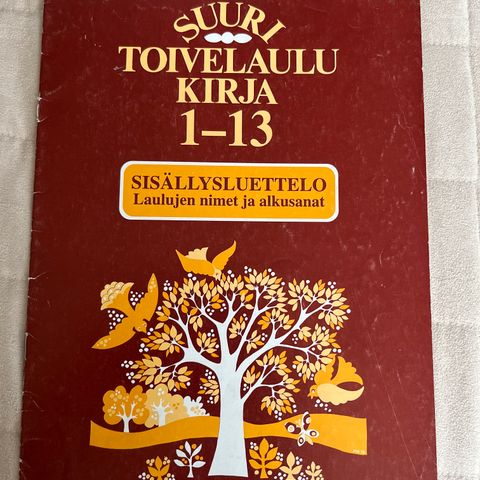 SUURI
TOIVELAULU
KIRJA
1–13
SISÄLLYSLUETTELO
Laulujen nimet ja alkusanat